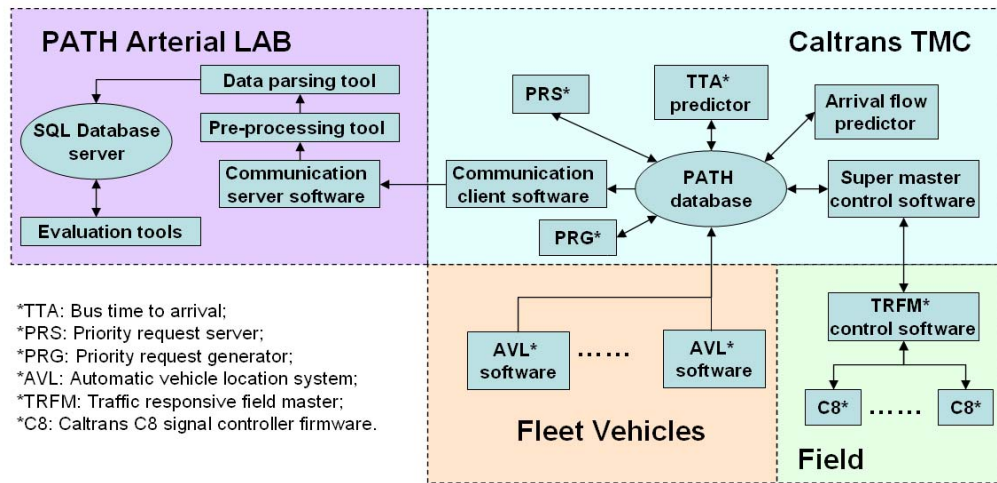 PATH Arterial LAB
Data parsing tool
SQL Database
server
Pre-processing tool
Communication
server software
Evaluation tools
Caltrans TMC
PRS*
TTA*
predictor
Arrival flow
predictor
Communication
client software
PATH
database
Super master
control software
PRG*
*TTA: Bus time to arrival;
*PRS: Priority request server;
*PRG: Priority request generator;
*AVL: Automatic vehicle location system;
*TRFM: Traffic responsive field master;
*C8: Caltrans C8 signal controller firmware.
AVL*
software
......
AVL*
software
Fleet Vehicles
TRFM*
control software
C8*
......
C8*
Field